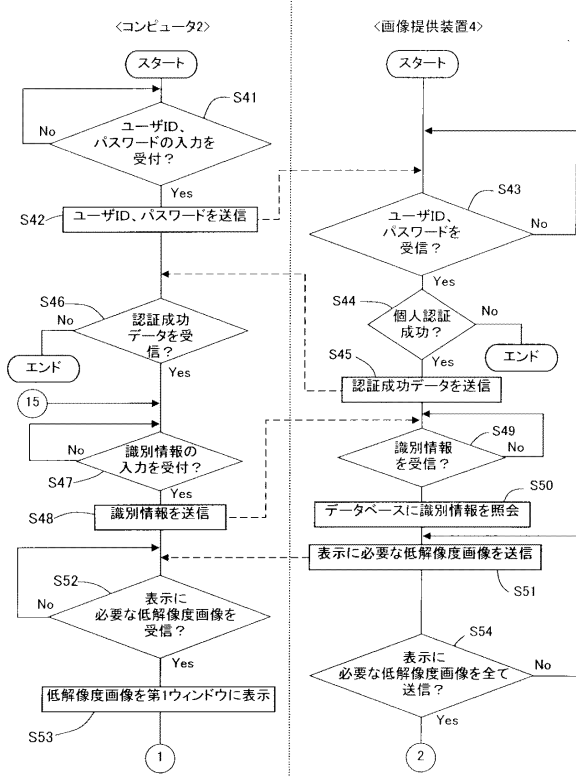 <コンピュータ2>
スタート
S41
ユーザID、
パスワードの入力を
受付？
No
Yes
S42
ユーザID、パスワードを送信
S46
認証成功
データを受
信？
No
エンド
Yes
15
識別情報の
入力を受付？
No
S47
Yes
S48
識別情報を送信
S52
表示に
必要な低解像度画像を
受信？
No
Yes
低解像度画像を第1ウィンドウに表示
S53
1
<画像提供装置4>
スタート
S43
ユーザID、
パスワードを
受信？
No
Yes
S44
個人認証
成功？
No
エンド
S45
Yes
認証成功データを送信
S49
識別情報
を受信？
No
Yes
S50
データベースに識別情報を照会
表示に必要な低解像度画像を送信
S51
S54
表示に
必要な低解像度画像を全て
送信？
No
Yes
2